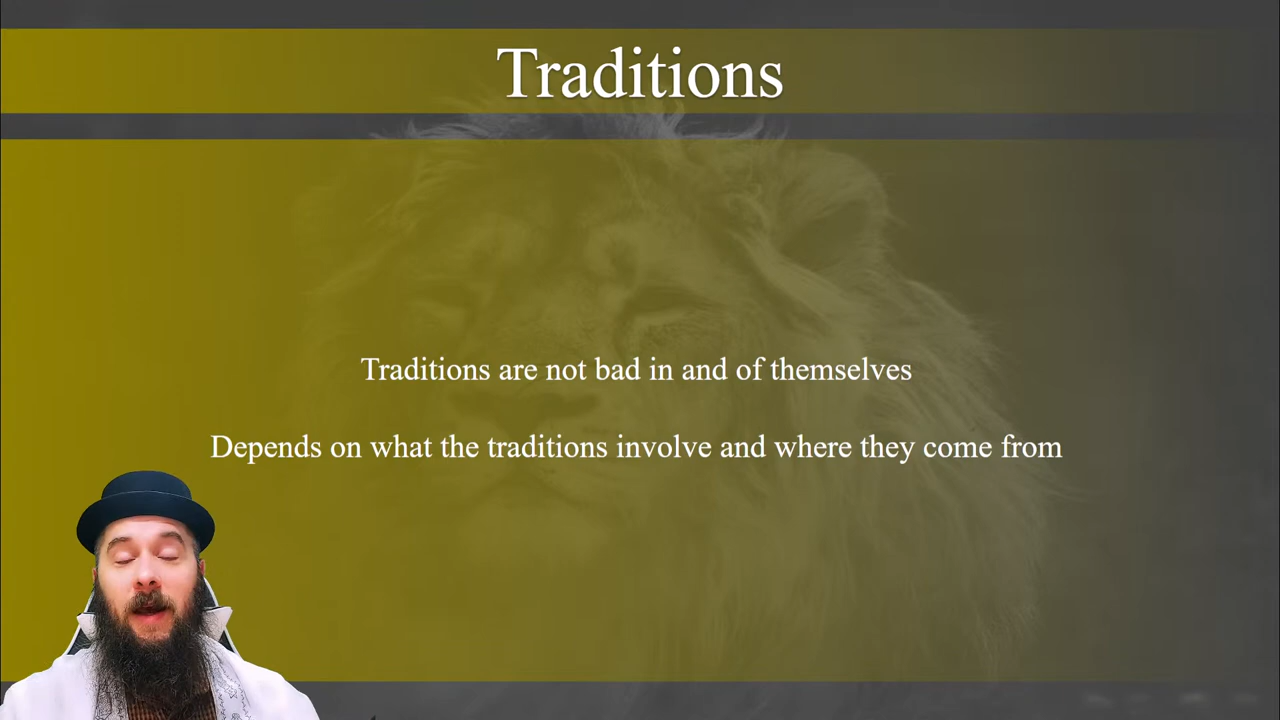 Traditions
Traditions are not bad in and of themselves
Depends on what the traditions involve and where they come from